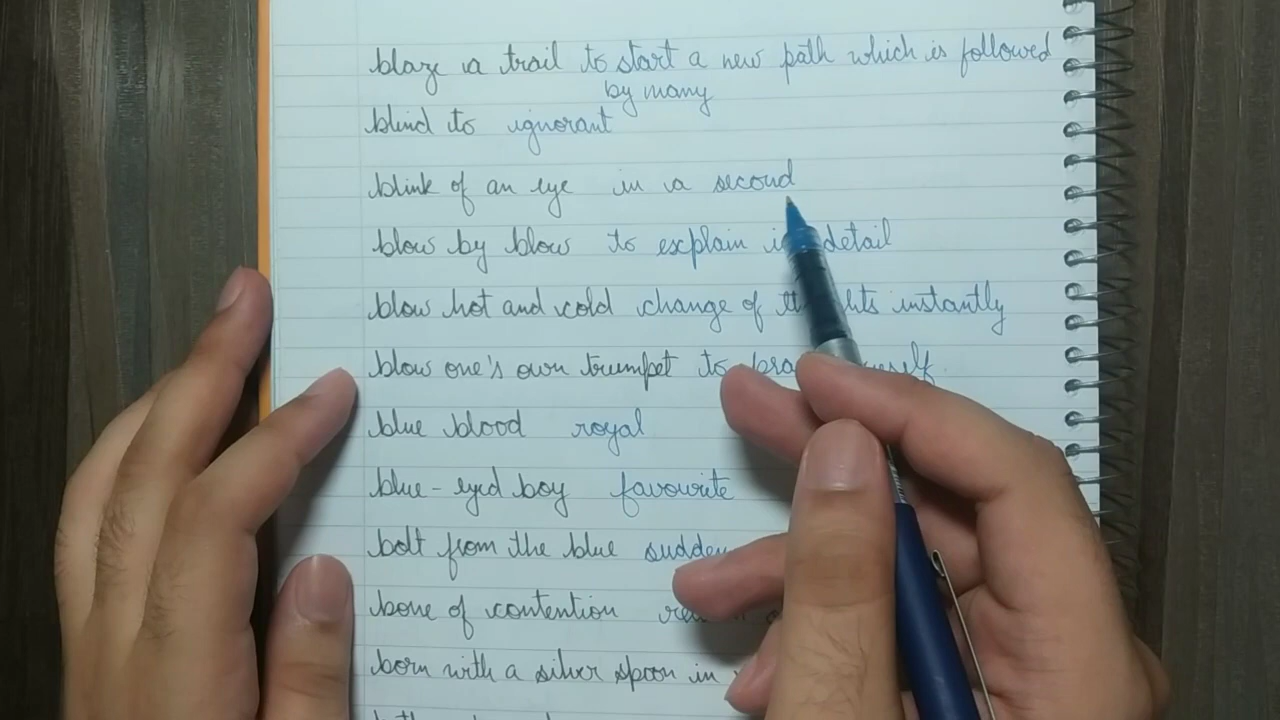 blaze a trail to start a new path which is followed
by many
blind to ignorant
blink of an eye in a second
blow by blow to explain in detail
blow hot and cold change of instantly
blow one's own trumpet to
blue blood royal
blue-eyed boy favourite
bolt from the blue
bone of contention
born with a silver spoon in